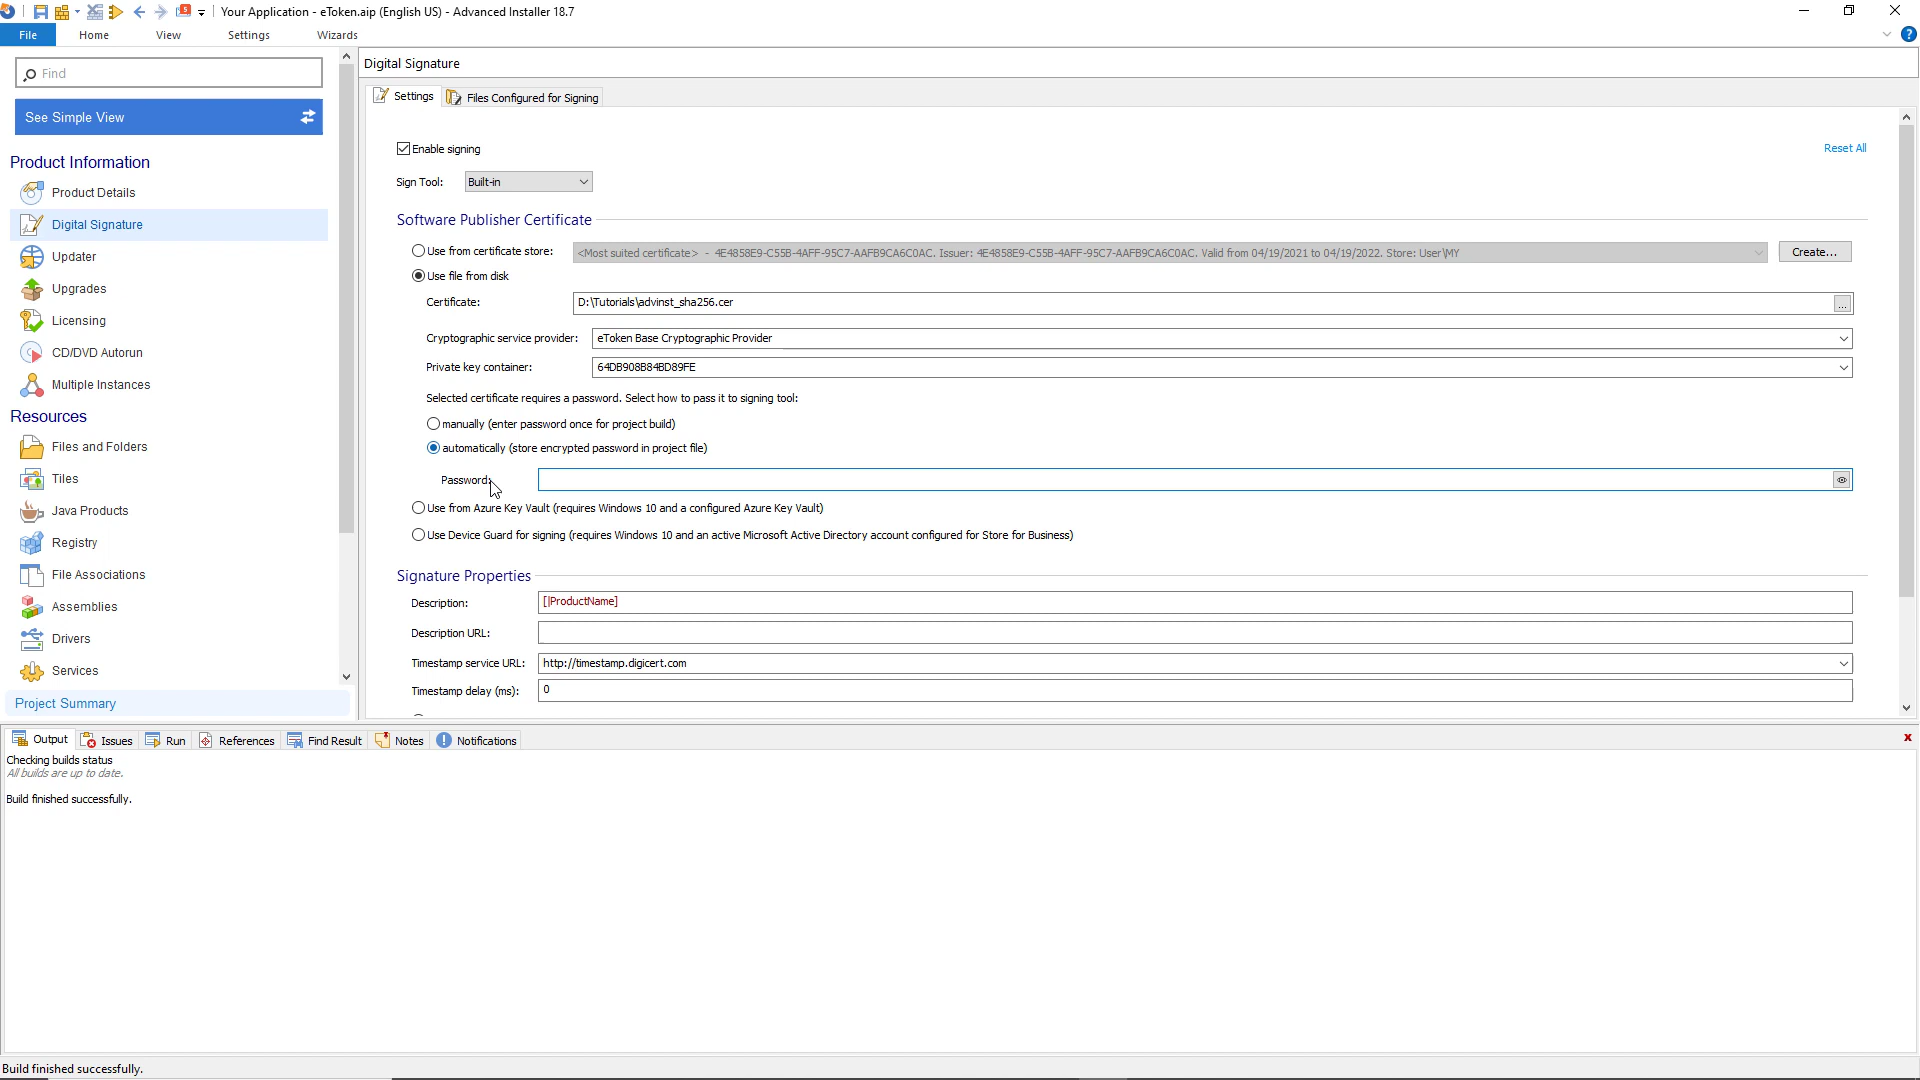 Your Application - eToken.aip (English US) - Advanced Installer 18.7
File Home View Settings Wizards
Find
See Simple View
Product Information
Product Details
Digital Signature
Updater
Upgrades
Licensing
CD/DVD Autorun
Multiple Instances
Resources
Files and Folders
Tiles
Java Products
Registry
File Associations
Assemblies
Drivers
Services
Project Summary
Digital Signature
Settings Files Configured for Signing
Enable signing Reset All
Sign Tool: Built-in
Software Publisher Certificate
Use from certificate store: <Most suited certificate> - 4E4858E9-C55B-4AFF-95C7-AAFB9CA6C0AC. Issuer: 4E4858E9-C55B-4AFF-95C7-AAFB9CA6C0AC. Valid from 04/19/2021 to 04/19/2022. Store: User\MY Create...
Use file from disk
Certificate: D:\Tutorials\advinst_sha256.cer ...
Cryptographic service provider: eToken Base Cryptographic Provider
Private key container: 64DB908B84BD89FE
Selected certificate requires a password. Select how to pass it to signing tool:
manually (enter password once for project build)
automatically (store encrypted password in project file)
Password:
Use from Azure Key Vault (requires Windows 10 and a configured Azure Key Vault)
Use Device Guard for signing (requires Windows 10 and an active Microsoft Active Directory account configured for Store for Business)
Signature Properties
Description: [|ProductName]
Description URL:
Timestamp service URL: http://timestamp.digicert.com
Timestamp delay (ms): 0
Output Issues Run References Find Result Notes Notifications
Checking builds status
All builds are up to date.
Build finished successfully.
Build finished successfully.